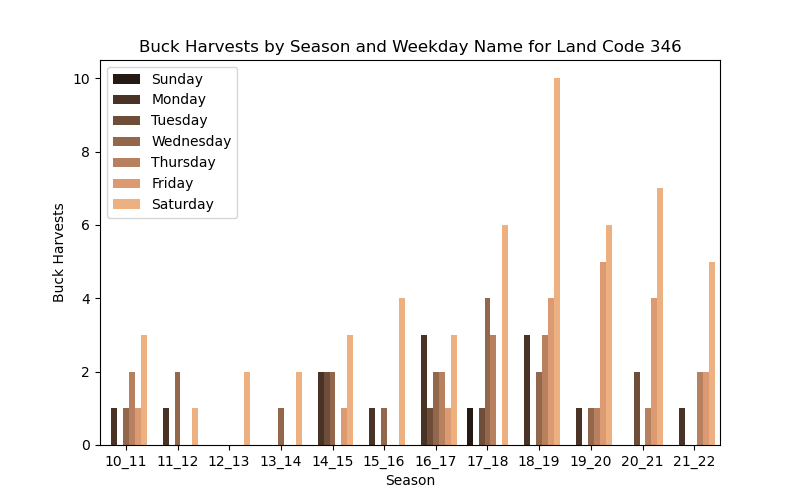 Buck Harvests by Season and Weekday Name for Land Code 346
Sunday
Monday
Tuesday
Wednesday
Thursday
Friday
Saturday
10
8
6
4
2
0
Buck Harvests
10_11 11_12 12_13 13_14 14_15 15_16 16_17 17_18 18_19 19_20 20_21 21_22
Season